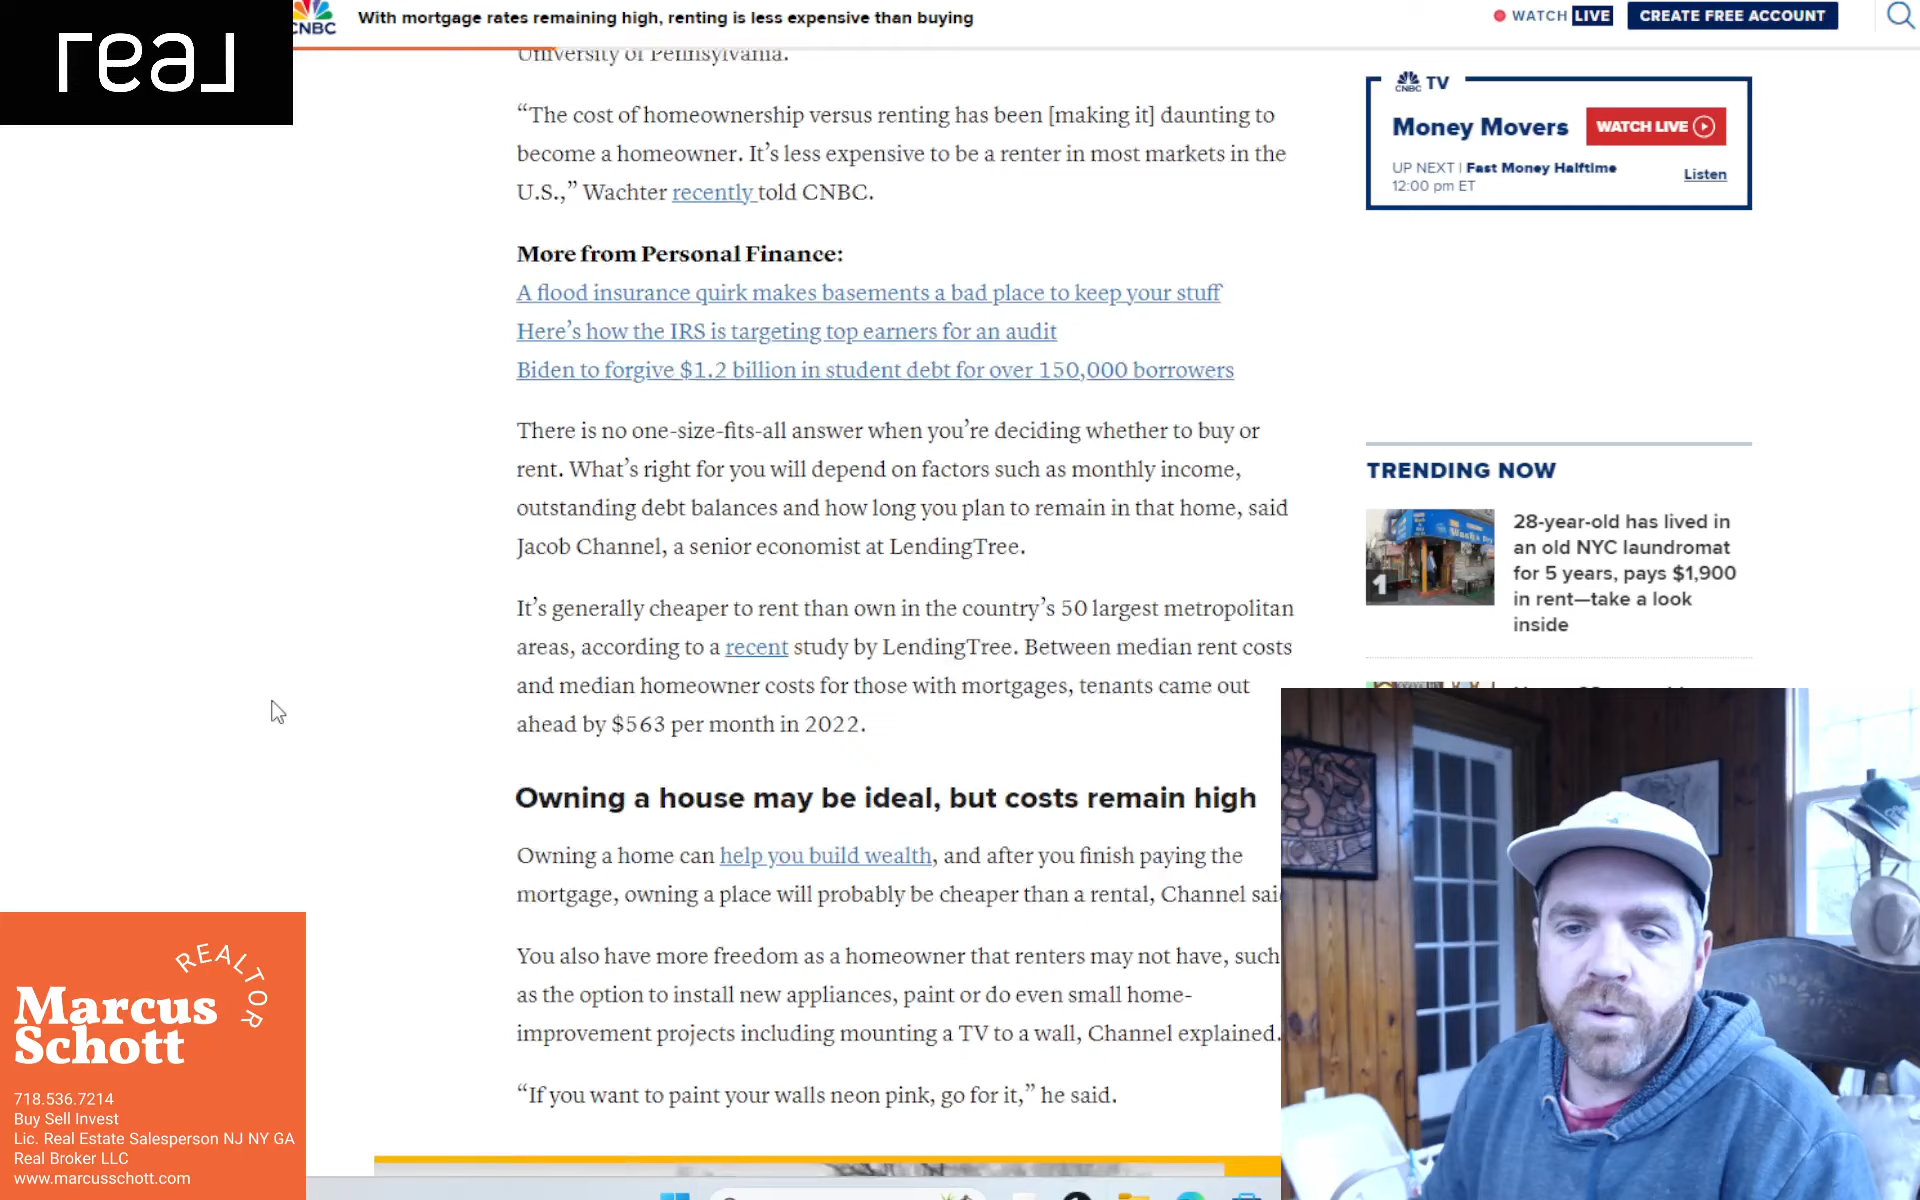 real
CNBC
With mortgage rates remaining high, renting is less expensive than buying
WATCH LIVE
CREATE FREE ACCOUNT
University of Pennsylvania.
“The cost of homeownership versus renting has been [making it] daunting to
become a homeowner. It’s less expensive to be a renter in most markets in the
U.S.,” Wachter recently told CNBC.
More from Personal Finance:
A flood insurance quirk makes basements a bad place to keep your stuff
Here’s how the IRS is targeting top earners for an audit
Biden to forgive $1.2 billion in student debt for over 150,000 borrowers
There is no one-size-fits-all answer when you’re deciding whether to buy or
rent. What’s right for you will depend on factors such as monthly income,
outstanding debt balances and how long you plan to remain in that home, said
Jacob Channel, a senior economist at LendingTree.
It’s generally cheaper to rent than own in the country’s 50 largest metropolitan
areas, according to a recent study by LendingTree. Between median rent costs
and median homeowner costs for those with mortgages, tenants came out
ahead by $563 per month in 2022.
Owning a house may be ideal, but costs remain high
Owning a home can help you build wealth, and after you finish paying the
mortgage, owning a place will probably be cheaper than a rental, Channel sai
You also have more freedom as a homeowner that renters may not have, such
as the option to install new appliances, paint or do even small home-
improvement projects including mounting a TV to a wall, Channel explained.
“If you want to paint your walls neon pink, go for it,” he said.
CNBC TV
Money Movers
WATCH LIVE
UP NEXT | Fast Money Halftime
12:00 pm ET
Listen
TRENDING NOW
1
28-year-old has lived in
an old NYC laundromat
for 5 years, pays $1,900
in rent—take a look
inside
REALTOR
Marcus
Schott
718.536.7214
Buy Sell Invest
Lic. Real Estate Salesperson NJ NY GA
Real Broker LLC
www.marcusschott.com